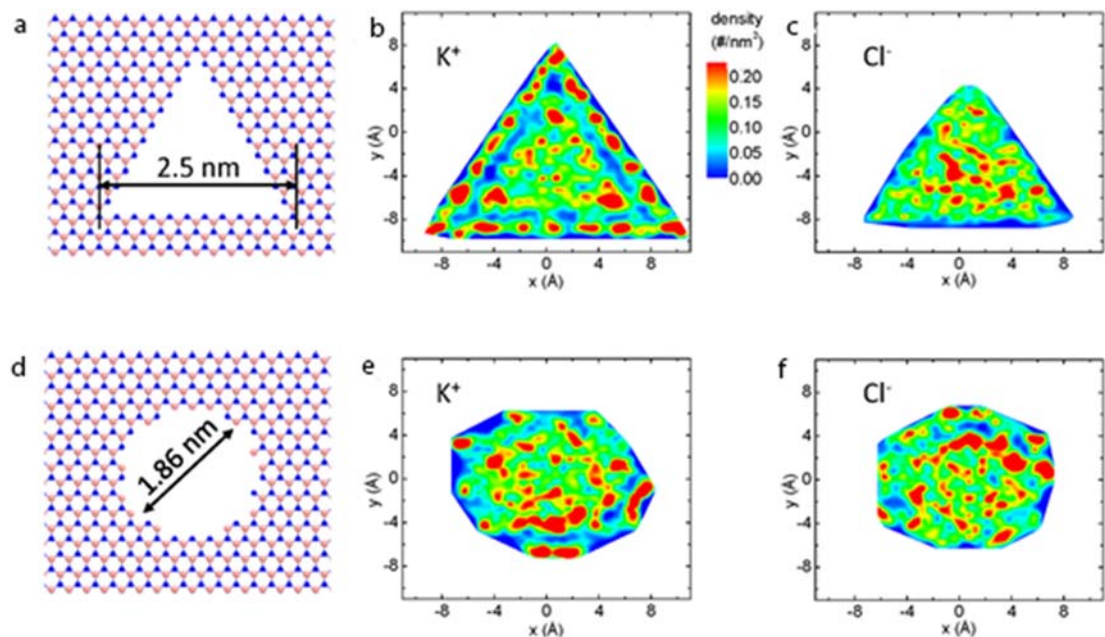 a
2.5 nm
b
K+
density
(#/nm²)
0.20
0.15
0.10
0.05
0.00
8
4
0
-4
-8
y (Å)
-8 -4 0 4 8
x (Å)
c
Cl-
8
4
0
-4
-8
y (Å)
-8 -4 0 4 8
x (Å)
d
1.86 nm
e
K+
8
4
0
-4
-8
y (Å)
-8 -4 0 4 8
x (Å)
f
Cl-
8
4
0
-4
-8
y (Å)
-8 -4 0 4 8
x (Å)